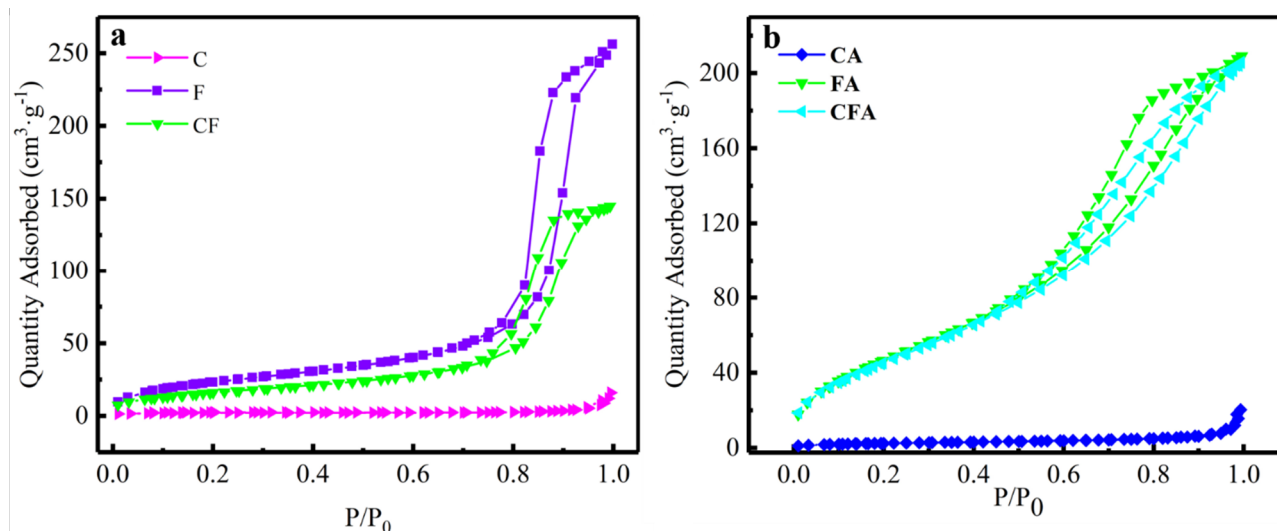 a
C
F
CF
Quantity Adsorbed (cm³·g⁻¹)
250
200
150
100
50
0
0.0 0.2 0.4 0.6 0.8 1.0
P/P₀
b
CA
FA
CFA
Quantity Adsorbed (cm³·g⁻¹)
200
160
120
80
40
0
0.0 0.2 0.4 0.6 0.8 1.0
P/P₀